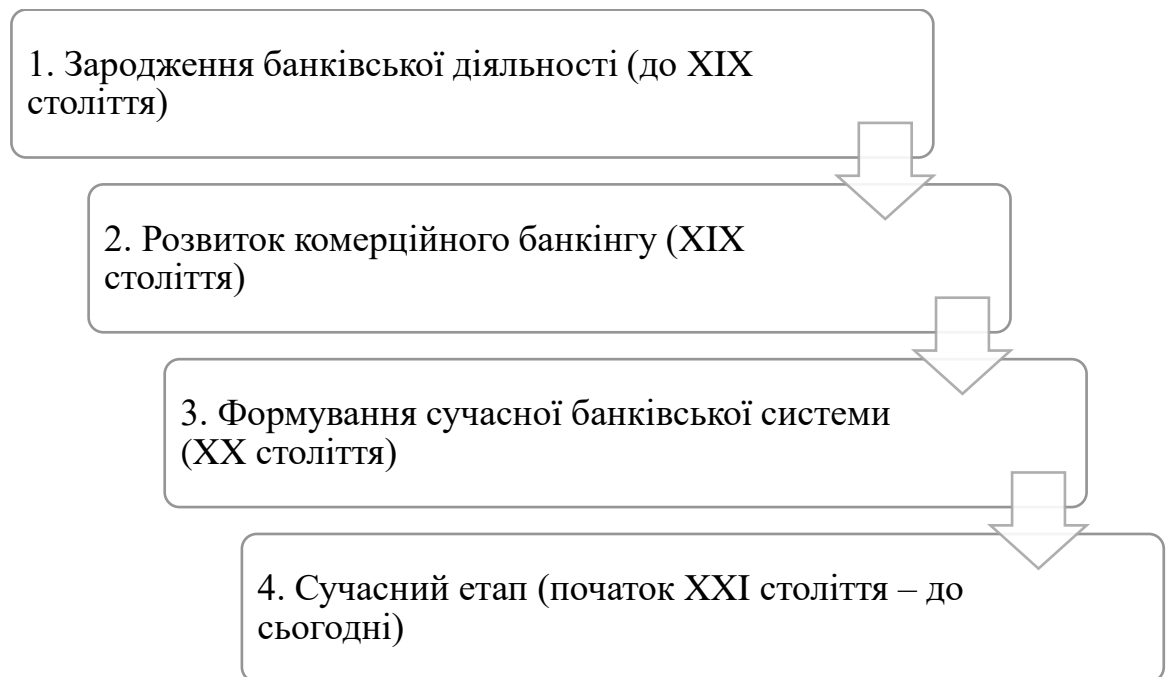 1. Зародження банківської діяльності (до XIX
століття)
2. Розвиток комерційного банкінгу (XIX
століття)
3. Формування сучасної банківської системи
(XX століття)
4. Сучасний етап (початок XXI століття – до
сьогодні)